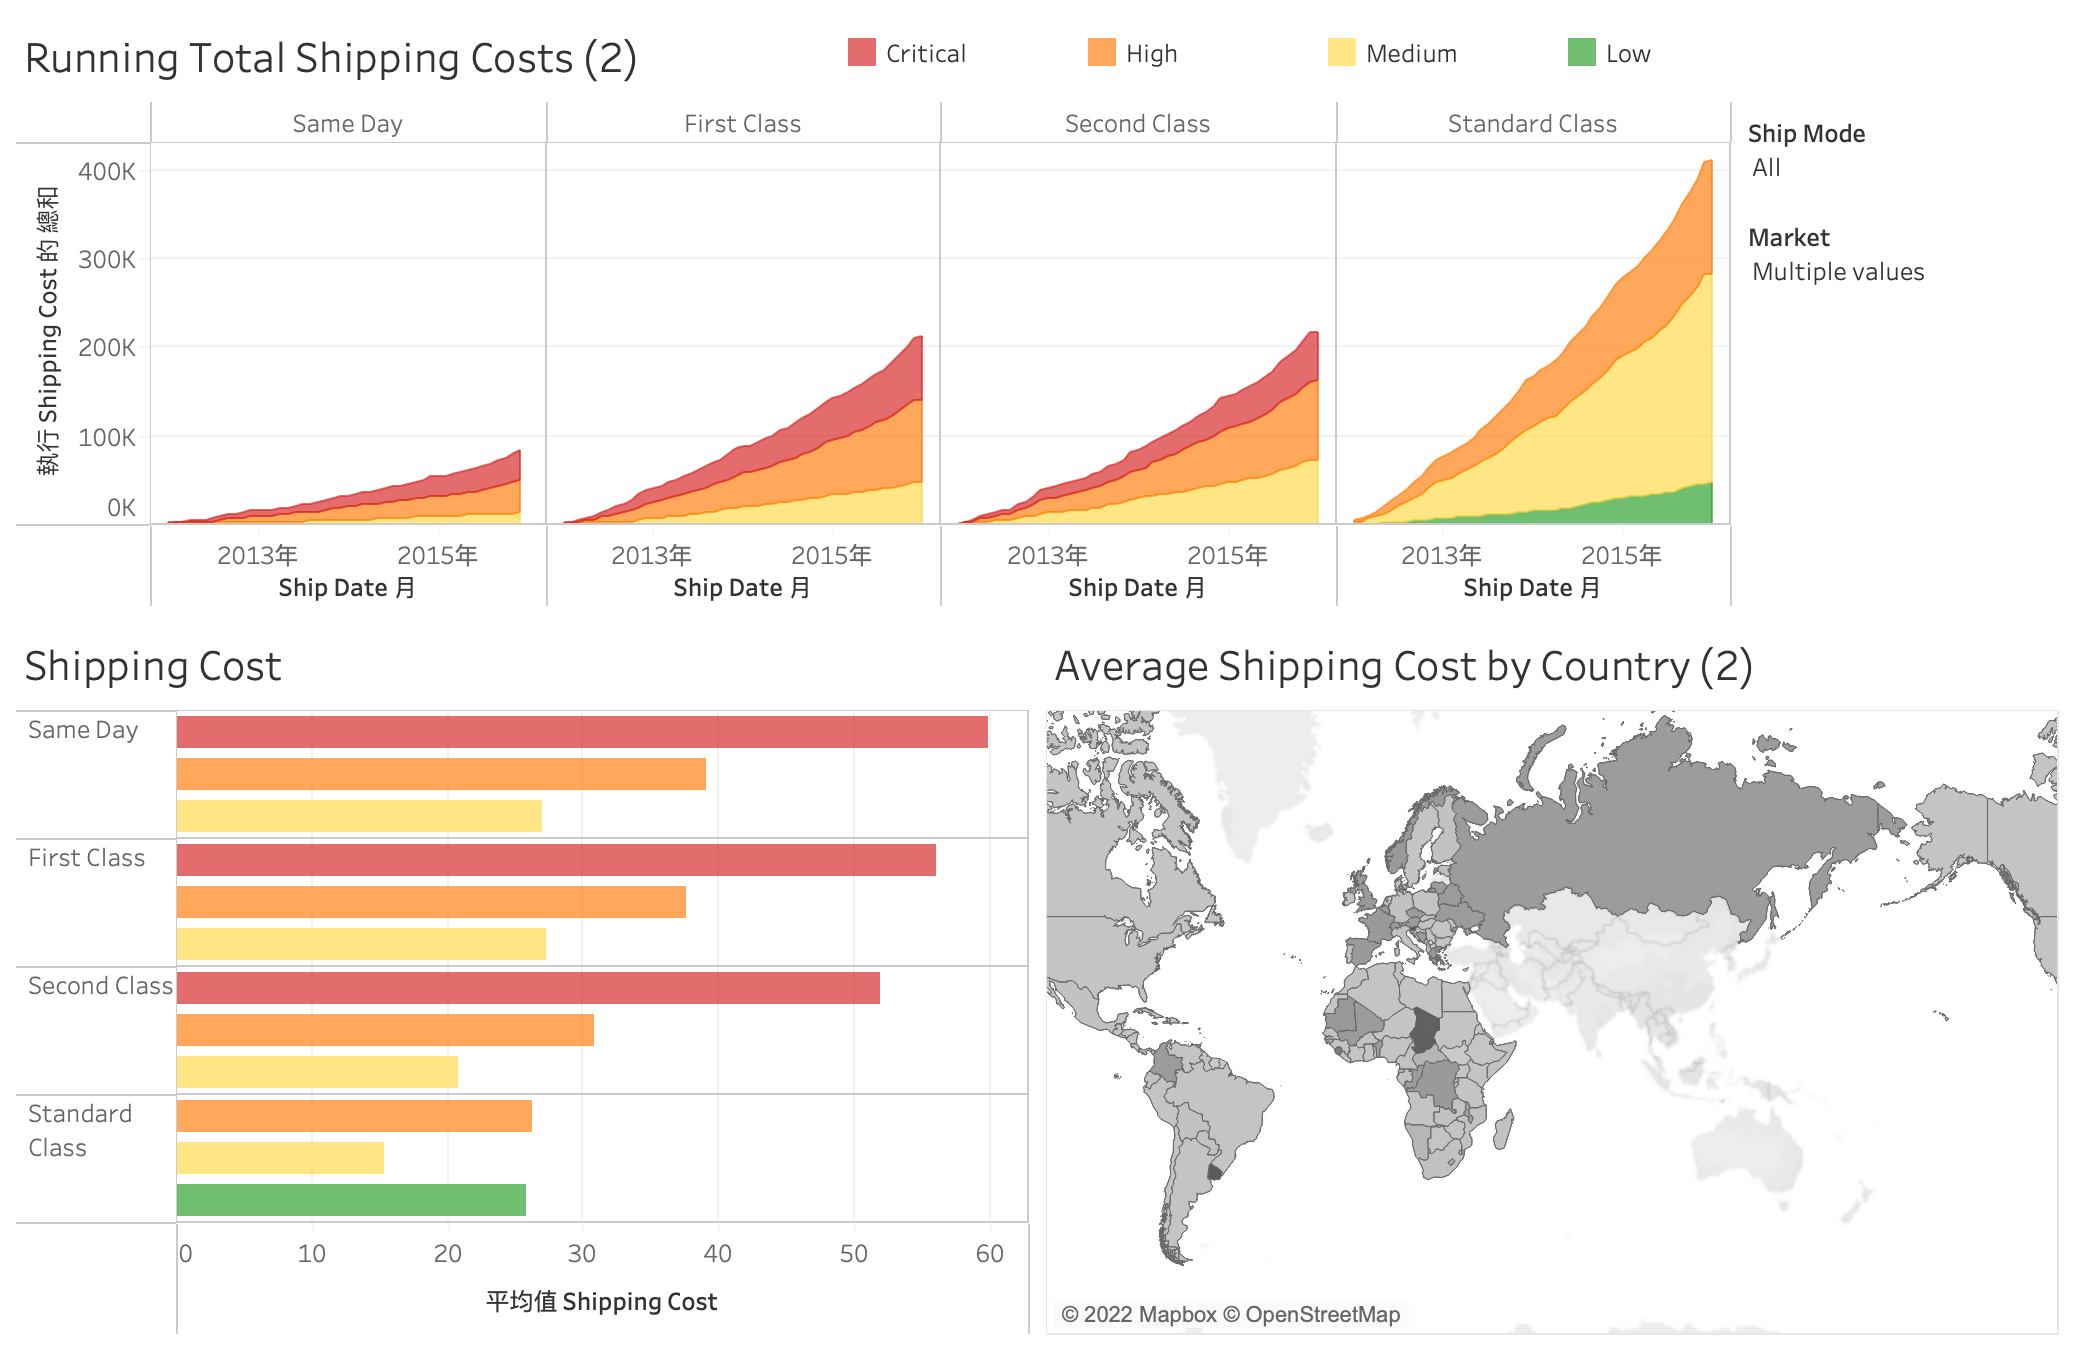 Running Total Shipping Costs (2)
Critical
High
Medium
Low
Same Day
First Class
Second Class
Standard Class
Ship Mode
All
Market
Multiple values
執行 Shipping Cost 的 總和
400K
300K
200K
100K
0K
2013年
2015年
2013年
2015年
2013年
2015年
2013年
2015年
Ship Date 月
Ship Date 月
Ship Date 月
Ship Date 月
Shipping Cost
Same Day
First Class
Second Class
Standard
Class
0
10
20
30
40
50
60
平均值 Shipping Cost
Average Shipping Cost by Country (2)
© 2022 Mapbox © OpenStreetMap